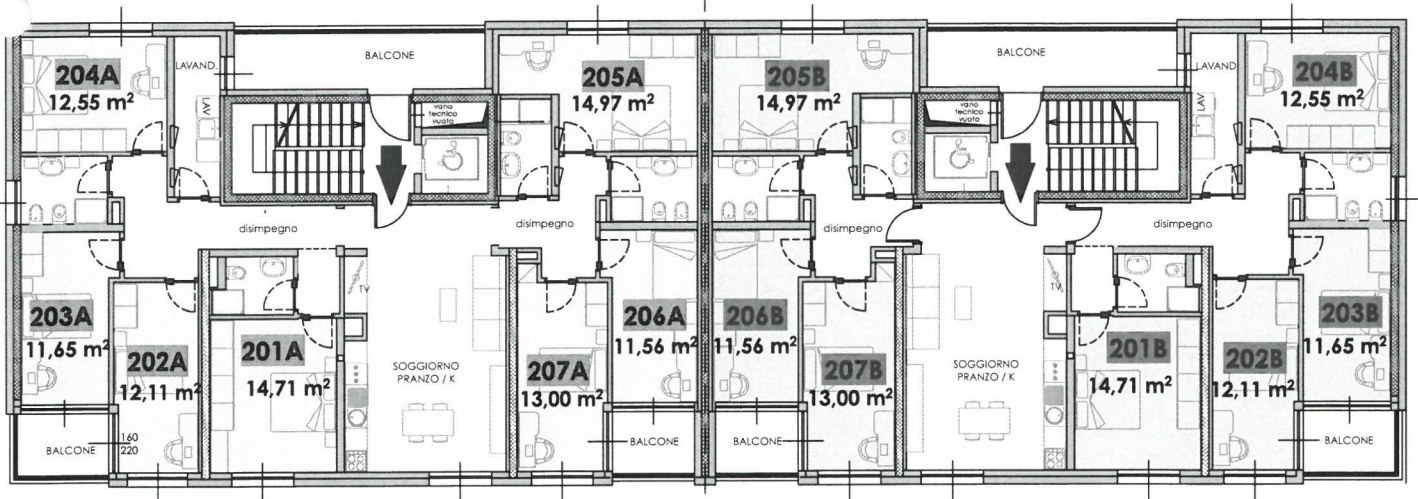 BALCONE
BALCONE
204A
12,55 m²
LAVAND.
LAV
205A
14,97 m²
205B
14,97 m²
LAVAND.
LAV
204B
12,55 m²
vano
tecnico
vuoto
vano
tecnico
vuoto
disimpegno
disimpegno
disimpegno
disimpegno
TV
TV
203A
11,65 m²
202A
12,11 m²
201A
14,71 m²
SOGGIORNO
PRANZO / K
207A
13,00 m²
206A
11,56 m²
206B
11,56 m²
207B
13,00 m²
SOGGIORNO
PRANZO / K
201B
14,71 m²
202B
12,11 m²
203B
11,65 m²
BALCONE
160
220
BALCONE
BALCONE
BALCONE